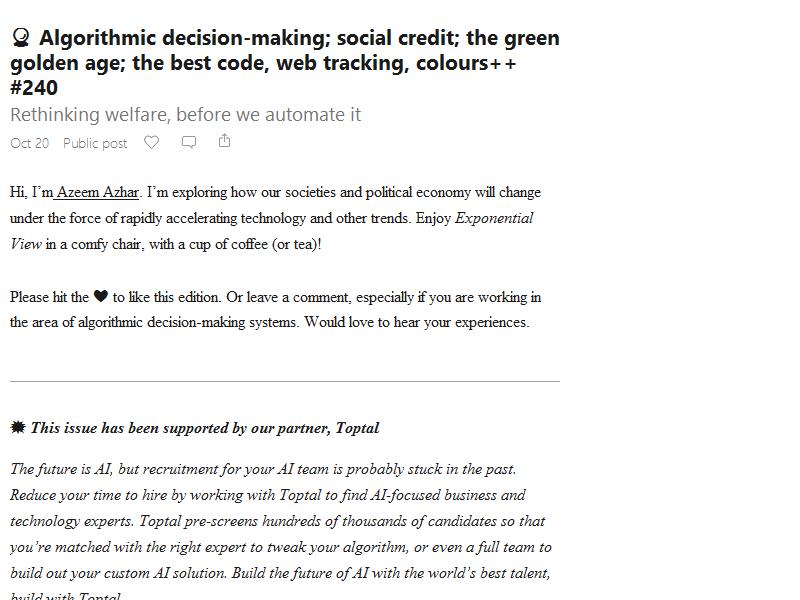 Algorithmic decision-making; social credit; the green
golden age; the best code, web tracking, colours++
#240
Rethinking welfare, before we automate it
Oct 20 Public post
Hi, I'm Azeem Azhar. I'm exploring how our societies and political economy will change
under the force of rapidly accelerating technology and other trends. Enjoy Exponential
View in a comfy chair, with a cup of coffee (or tea)!
Please hit the ♥ to like this edition. Or leave a comment, especially if you are working in
the area of algorithmic decision-making systems. Would love to hear your experiences.
This issue has been supported by our partner, Toptal
The future is AI, but recruitment for your AI team is probably stuck in the past.
Reduce your time to hire by working with Toptal to find AI-focused business and
technology experts. Toptal pre-screens hundreds of thousands of candidates so that
you're matched with the right expert to tweak your algorithm, or even a full team to
build out your custom AI solution. Build the future of AI with the world's best talent,
build with Toptal.